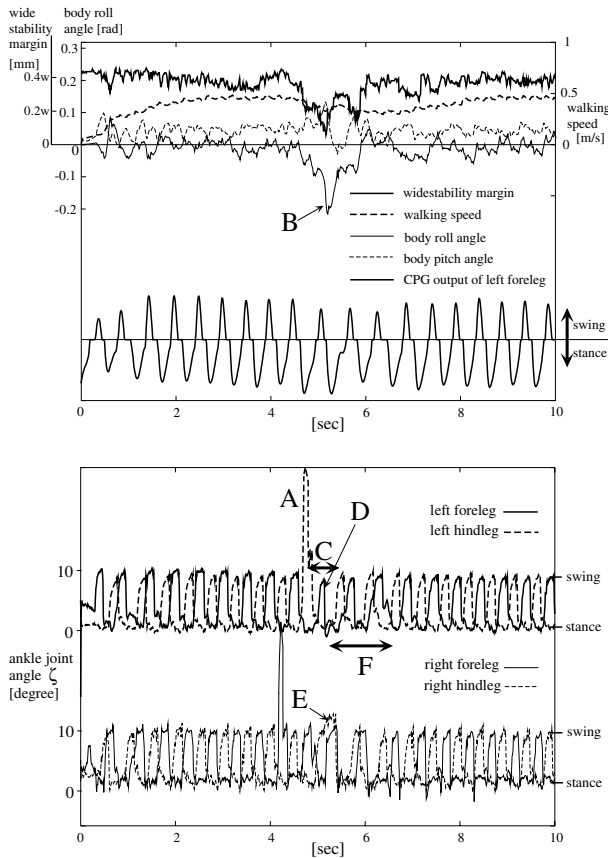 wide
stability
margin
[mm]
body roll
angle [rad]
0.3
1
0.4w
0.2
0.5
0.2w
0.1
walking
speed
[m/s]
0
0
-0.1
-0.2
B
widestability margin
walking speed
body roll angle
body pitch angle
CPG output of left foreleg
swing
stance
0
2
4
6
8
10
[sec]
A
D
C
left foreleg
left hindleg
10
swing
0
stance
F
ankle joint
angle ζ
[degree]
right foreleg
right hindleg
E
10
swing
0
stance
0
2
4
6
8
10
[sec]